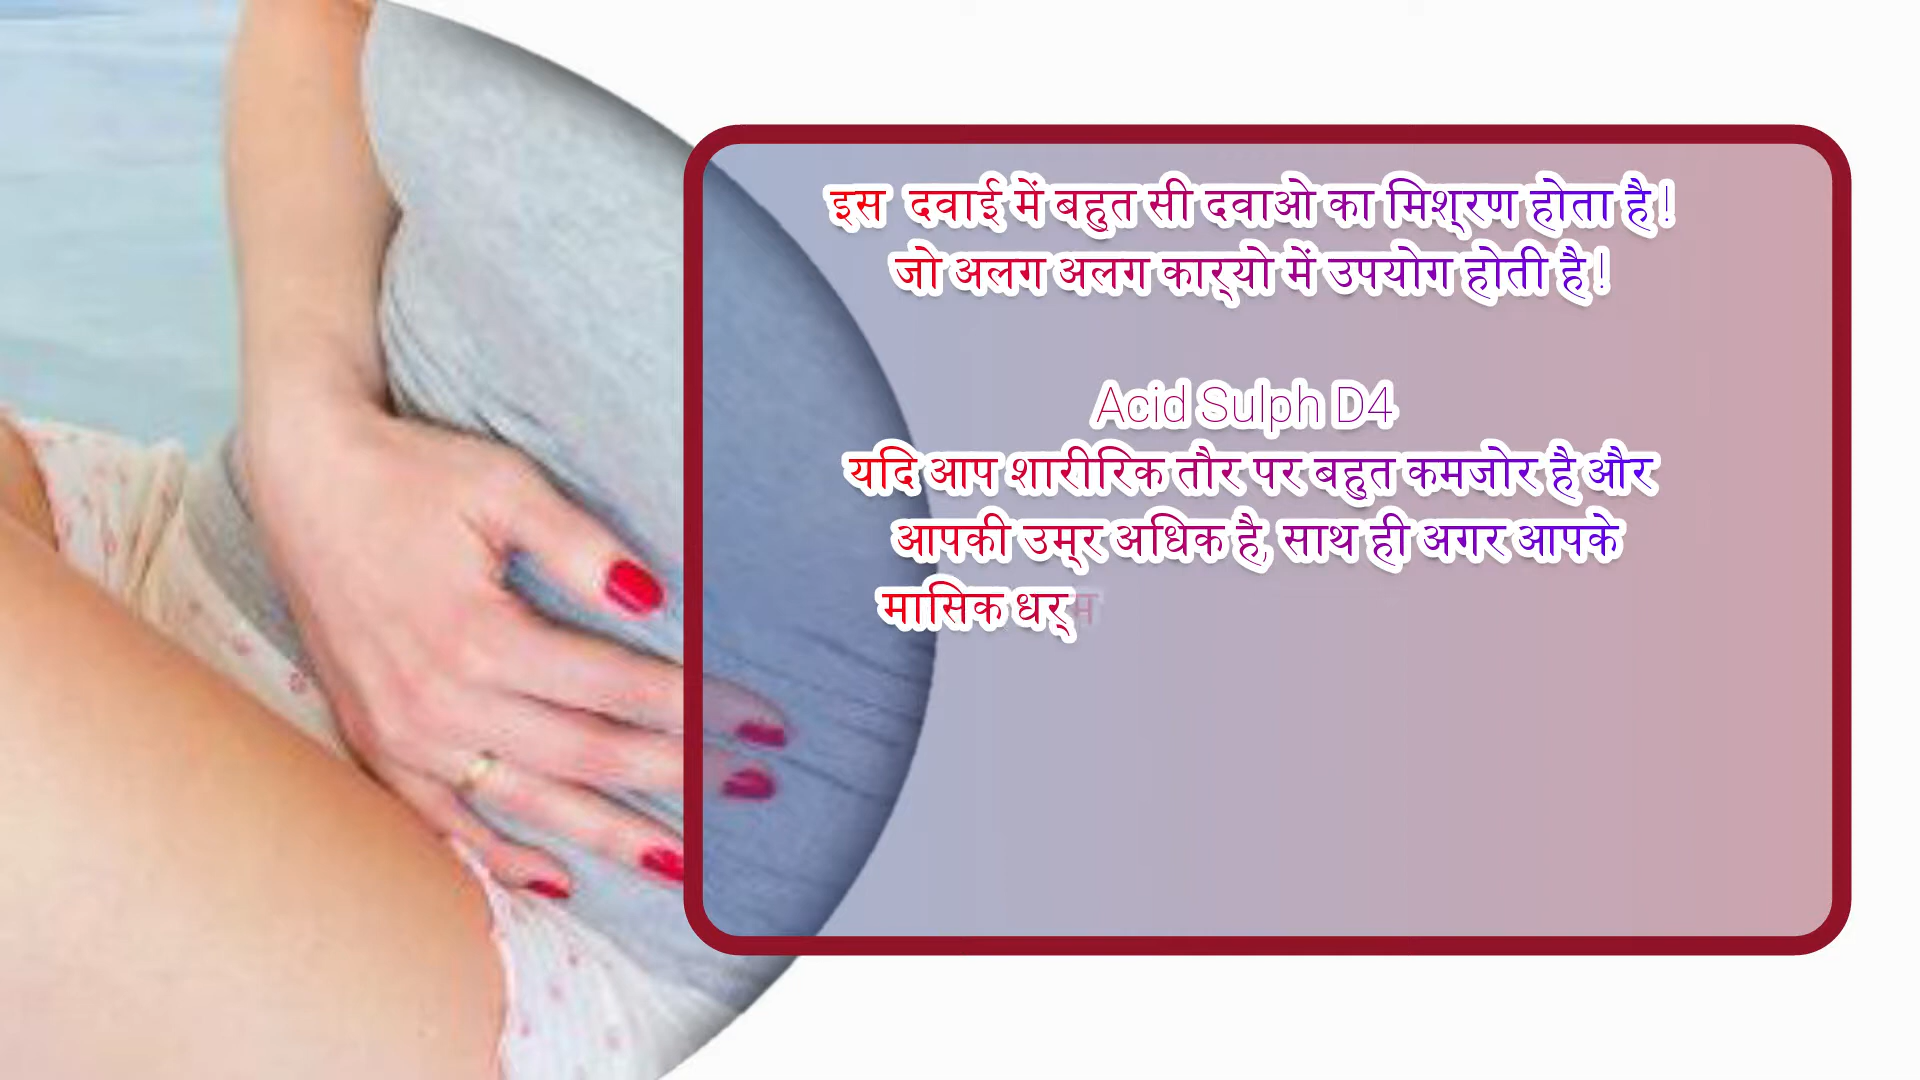 इस दवाई में बहुत सी दवाओ का मिश्रण होता है!
जो अलग अलग कार्यो में उपयोग होती है!
Acid Sulph D4
यदि आप शारीरिक तौर पर बहुत कमजोर है और
आपकी उम्र अधिक है, साथ ही अगर आपके
मासिक धर्म